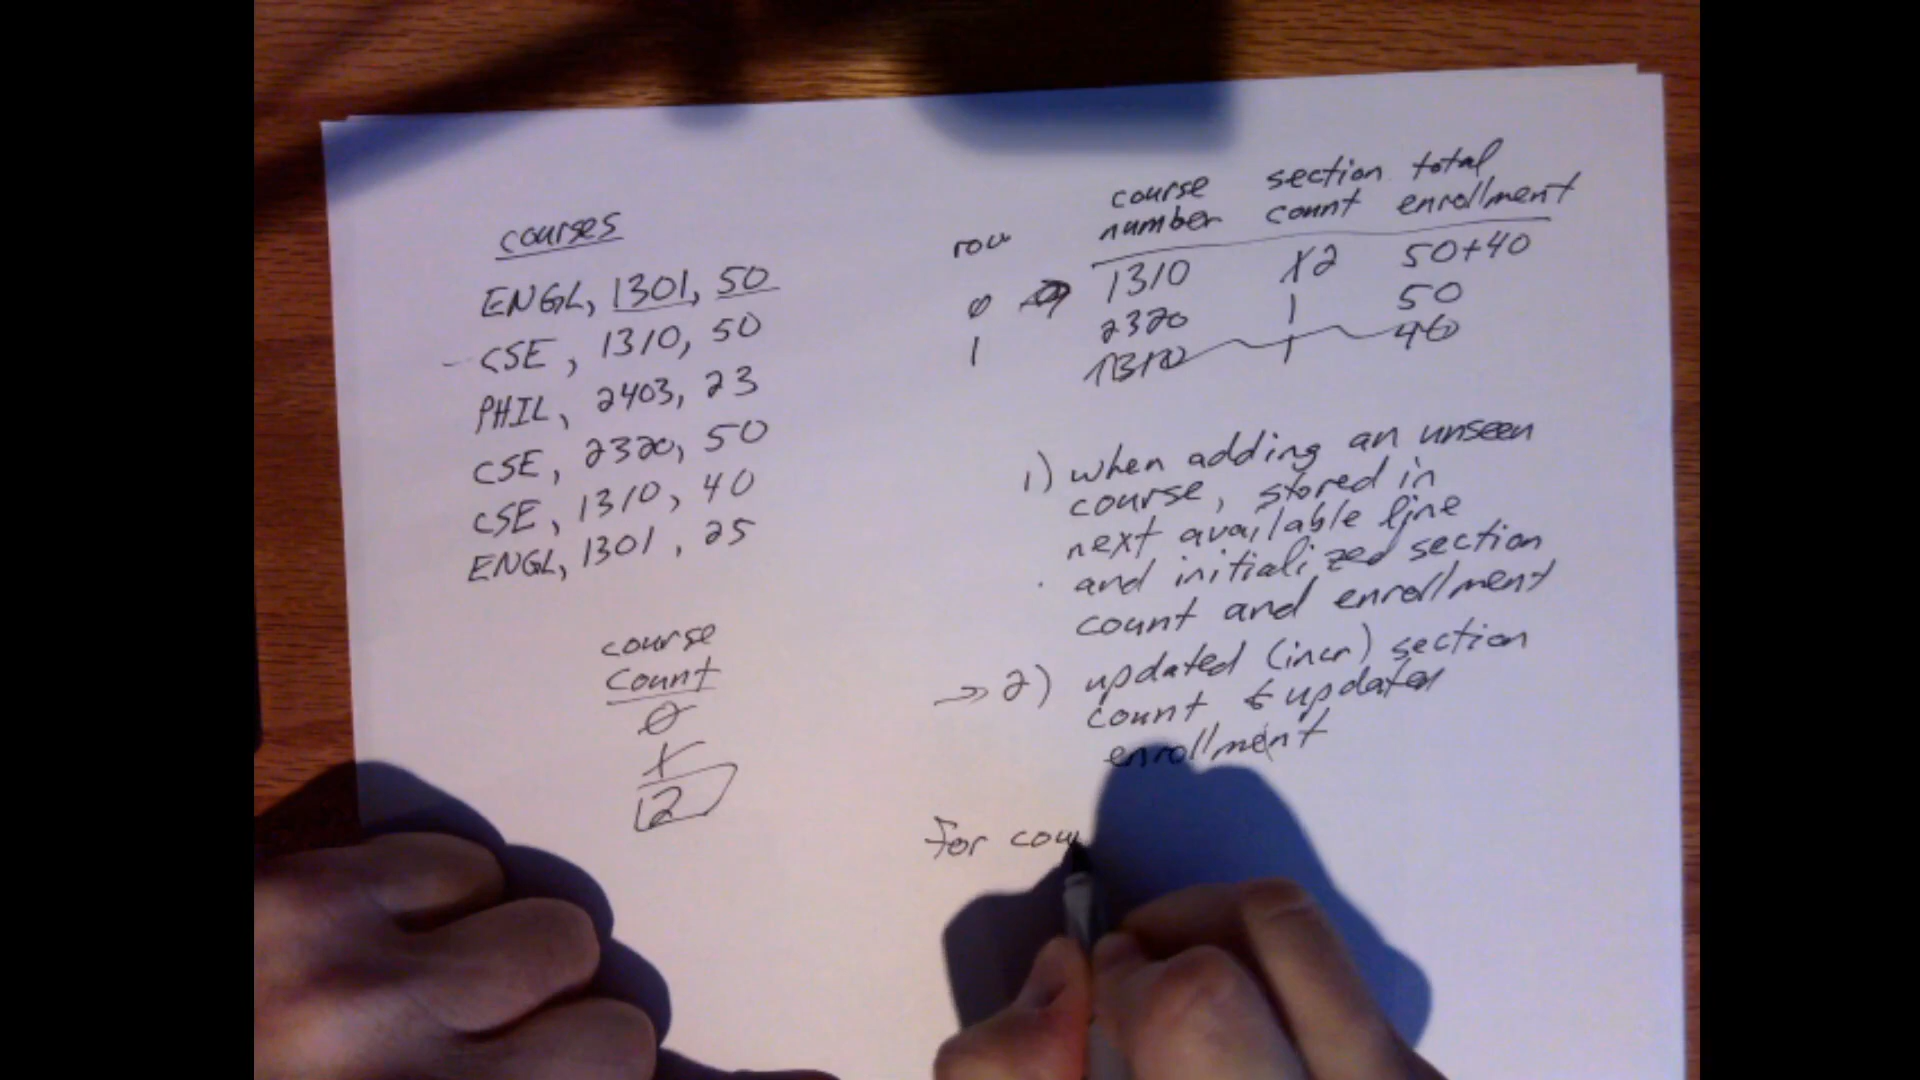 courses
ENGL, 1301, 50
CSE, 1310, 50
PHIL, 2403, 23
CSE, 2320, 50
CSE, 1310, 40
ENGL, 1301, 25
course
count
0
1
2
row
course number
section count
total enrollment
0 1310 1 2 50+40
1 2320 1 50
1310 1 40
1) when adding an unseen
course, stored in
next available line
and initialized section
count and enrollment
2) updated (incr) section
count & updated
enrollment
For cou